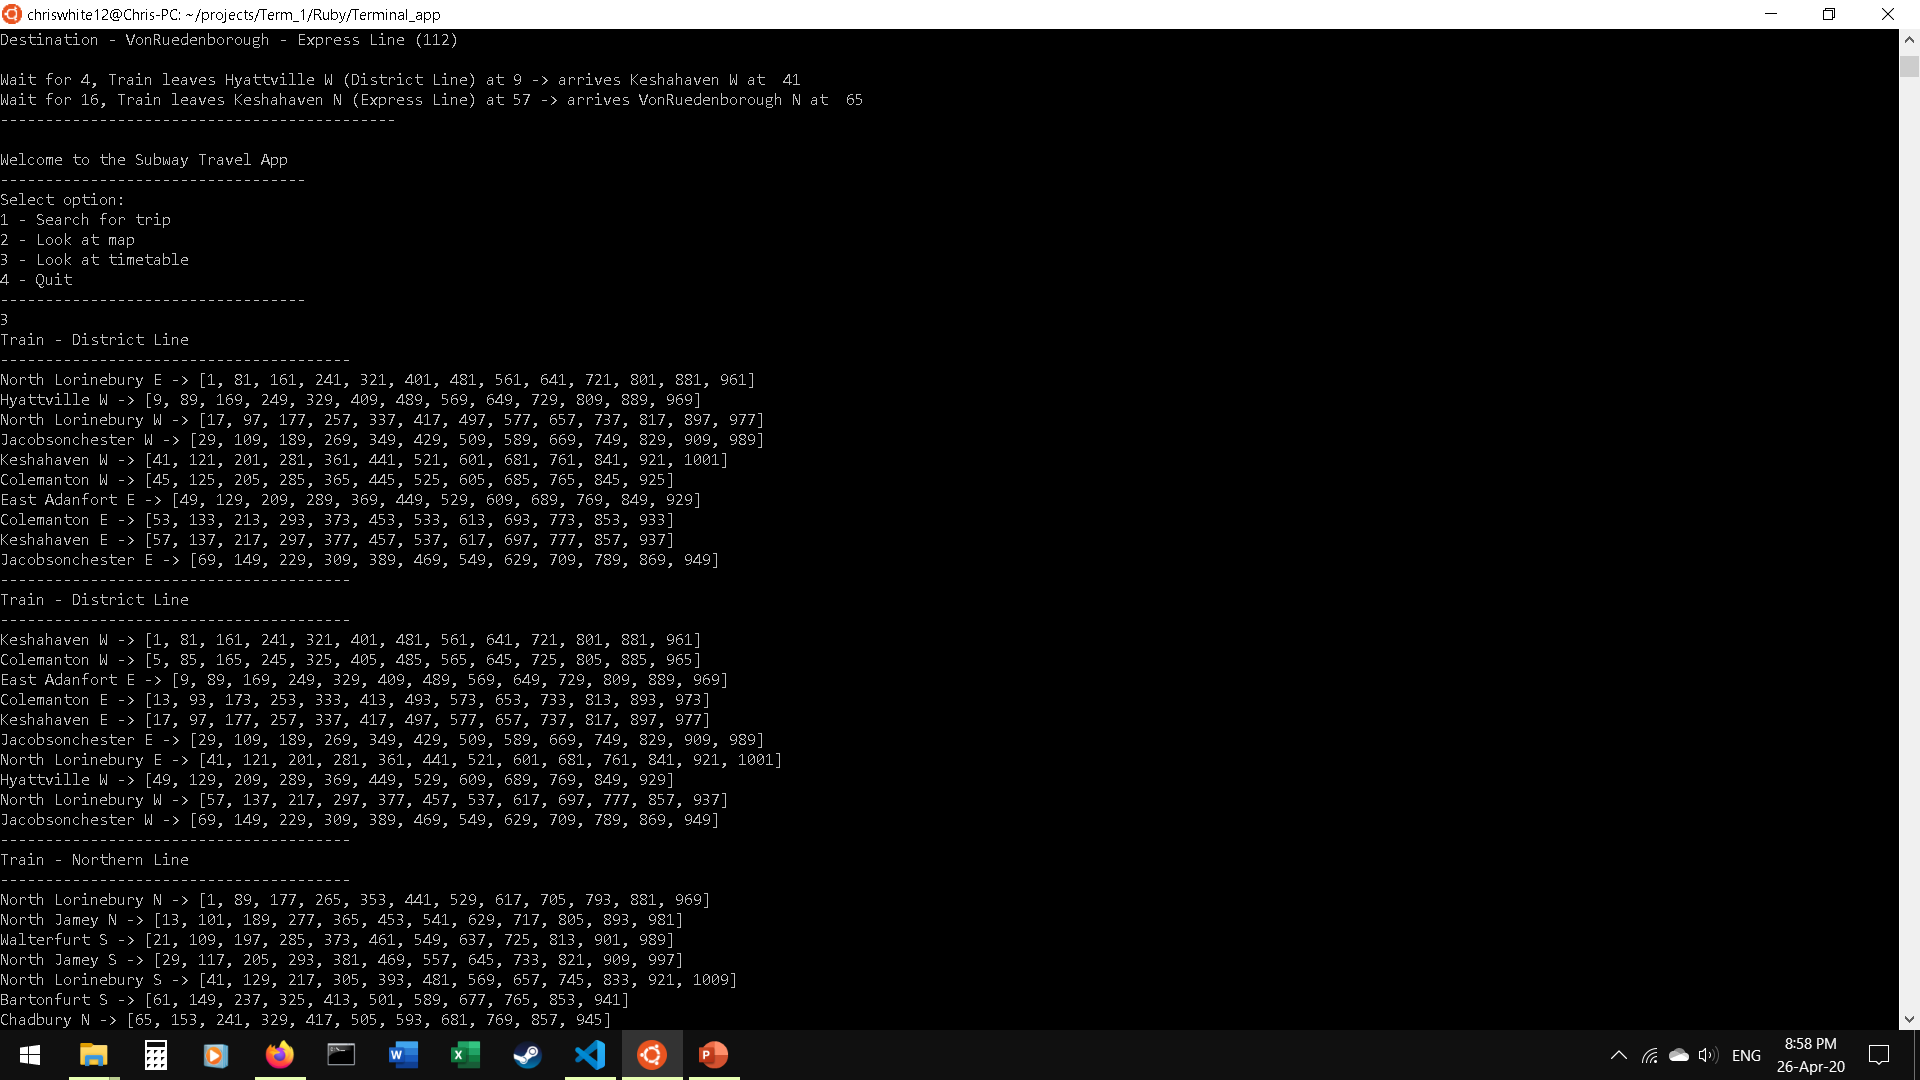 chriswhite12@Chris-PC: ~/projects/Term_1/Ruby/Terminal_app
Destination - VonRuedenborough - Express Line (112)
Wait for 4, Train leaves Hyattville W (District Line) at 9 -> arrives Keshahaven W at  41
Wait for 16, Train leaves Keshahaven N (Express Line) at 57 -> arrives VonRuedenborough N at  65
--------------------------------------------
Welcome to the Subway Travel App
----------------------------------
Select option:
1 - Search for trip
2 - Look at map
3 - Look at timetable
4 - Quit
----------------------------------
3
Train - District Line
---------------------------------------
North Lorinebury E -> [1, 81, 161, 241, 321, 401, 481, 561, 641, 721, 801, 881, 961]
Hyattville W -> [9, 89, 169, 249, 329, 409, 489, 569, 649, 729, 809, 889, 969]
North Lorinebury W -> [17, 97, 177, 257, 337, 417, 497, 577, 657, 737, 817, 897, 977]
Jacobsonchester W -> [29, 109, 189, 269, 349, 429, 509, 589, 669, 749, 829, 909, 989]
Keshahaven W -> [41, 121, 201, 281, 361, 441, 521, 601, 681, 761, 841, 921, 1001]
Colemanton W -> [45, 125, 205, 285, 365, 445, 525, 605, 685, 765, 845, 925]
East Adanfort E -> [49, 129, 209, 289, 369, 449, 529, 609, 689, 769, 849, 929]
Colemanton E -> [53, 133, 213, 293, 373, 453, 533, 613, 693, 773, 853, 933]
Keshahaven E -> [57, 137, 217, 297, 377, 457, 537, 617, 697, 777, 857, 937]
Jacobsonchester E -> [69, 149, 229, 309, 389, 469, 549, 629, 709, 789, 869, 949]
---------------------------------------
Train - District Line
---------------------------------------
Keshahaven W -> [1, 81, 161, 241, 321, 401, 481, 561, 641, 721, 801, 881, 961]
Colemanton W -> [5, 85, 165, 245, 325, 405, 485, 565, 645, 725, 805, 885, 965]
East Adanfort E -> [9, 89, 169, 249, 329, 409, 489, 569, 649, 729, 809, 889, 969]
Colemanton E -> [13, 93, 173, 253, 333, 413, 493, 573, 653, 733, 813, 893, 973]
Keshahaven E -> [17, 97, 177, 257, 337, 417, 497, 577, 657, 737, 817, 897, 977]
Jacobsonchester E -> [29, 109, 189, 269, 349, 429, 509, 589, 669, 749, 829, 909, 989]
North Lorinebury E -> [41, 121, 201, 281, 361, 441, 521, 601, 681, 761, 841, 921, 1001]
Hyattville W -> [49, 129, 209, 289, 369, 449, 529, 609, 689, 769, 849, 929]
North Lorinebury W -> [57, 137, 217, 297, 377, 457, 537, 617, 697, 777, 857, 937]
Jacobsonchester W -> [69, 149, 229, 309, 389, 469, 549, 629, 709, 789, 869, 949]
---------------------------------------
Train - Northern Line
---------------------------------------
North Lorinebury N -> [1, 89, 177, 265, 353, 441, 529, 617, 705, 793, 881, 969]
North Jamey N -> [13, 101, 189, 277, 365, 453, 541, 629, 717, 805, 893, 981]
Walterfurt S -> [21, 109, 197, 285, 373, 461, 549, 637, 725, 813, 901, 989]
North Jamey S -> [29, 117, 205, 293, 381, 469, 557, 645, 733, 821, 909, 997]
North Lorinebury S -> [41, 129, 217, 305, 393, 481, 569, 657, 745, 833, 921, 1009]
Bartonfurt S -> [61, 149, 237, 325, 413, 501, 589, 677, 765, 853, 941]
Chadbury N -> [65, 153, 241, 329, 417, 505, 593, 681, 769, 857, 945]
ENG
8:58 PM
26-Apr-20